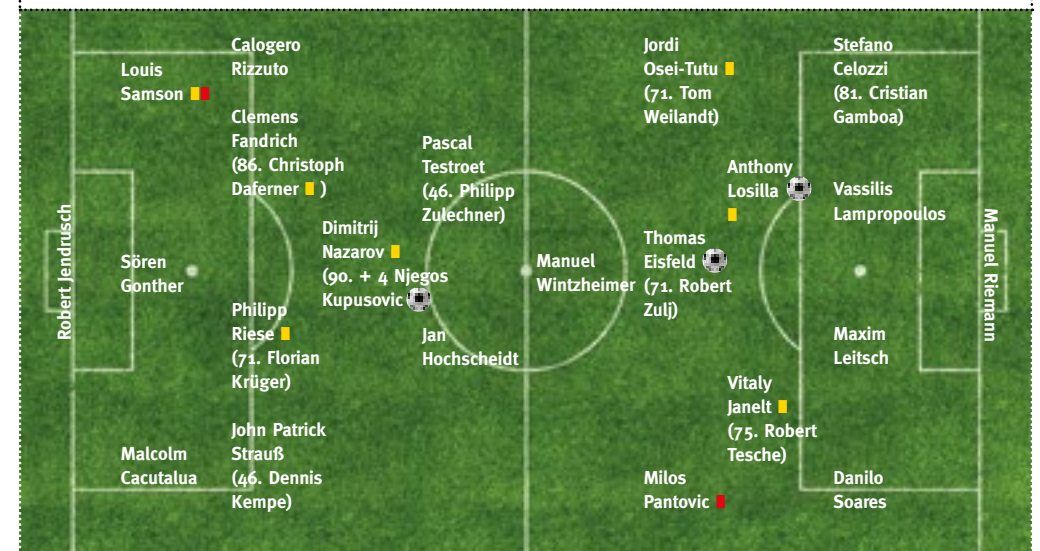 Robert Jendrusch
Louis
Samson
Sören
Gonther
Malcolm
Cacutalua
Calogero
Rizzuto
Clemens
Fandrich
(86. Christoph
Daferner )
Philipp
Riese
(71. Florian
Krüger)
John Patrick
Strauß
(46. Dennis
Kempe)
Dimitrij
Nazarov
(90. + 4 Njegos
Kupusovic
Pascal
Testroet
(46. Philipp
Zulechner)
Jan
Hochscheidt
Manuel
Wintzheimer
Jordi
Osei-Tutu
(71. Tom
Weilandt)
Thomas
Eisfeld
(71. Robert
Zulj)
Milos
Pantovic
Anthony
Losilla
Vitaly
Janelt
(75. Robert
Tesche)
Stefano
Celozzi
(81. Cristian
Gamboa)
Vassilis
Lampropoulos
Maxim
Leitsch
Danilo
Soares
Manuel Riemann